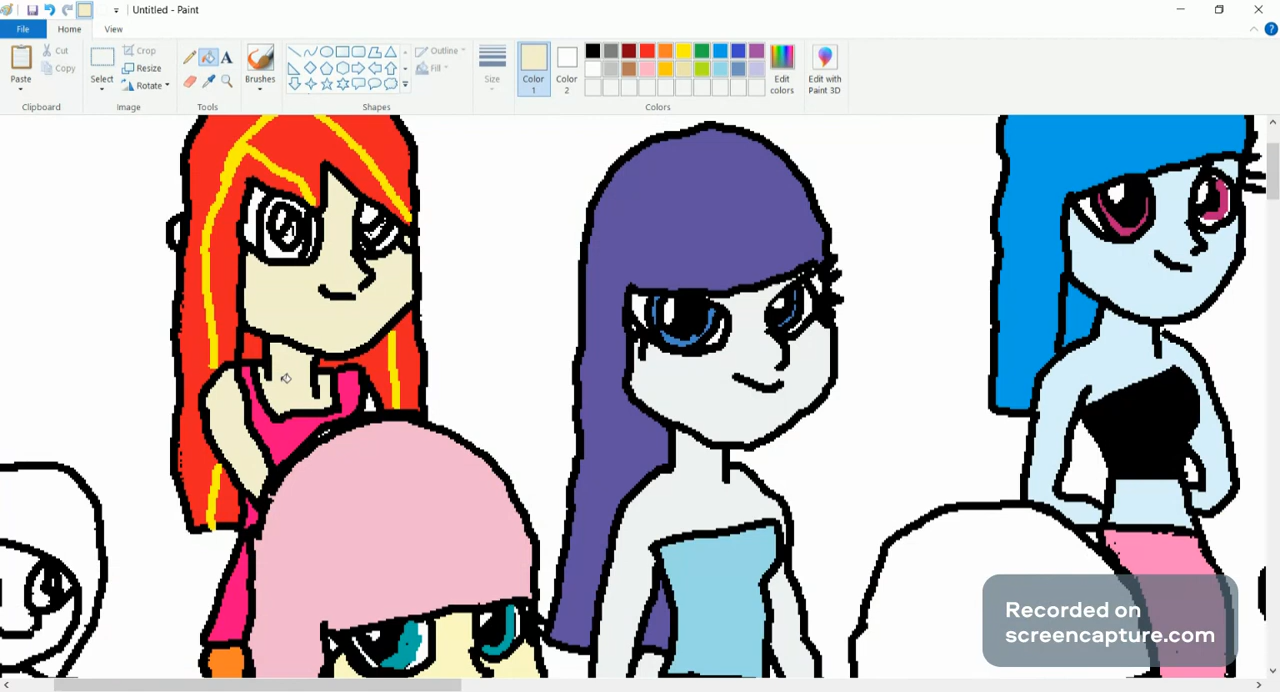 Untitled - Paint
File
Home
View
Paste
Cut
Copy
Clipboard
Select
Crop
Resize
Rotate
Image
A
Tools
Brushes
Outline
Fill
Shapes
Size
Color
1
Color
2
Edit
colors
Edit with
Paint 3D
Colors
Recorded on
screencapture.com